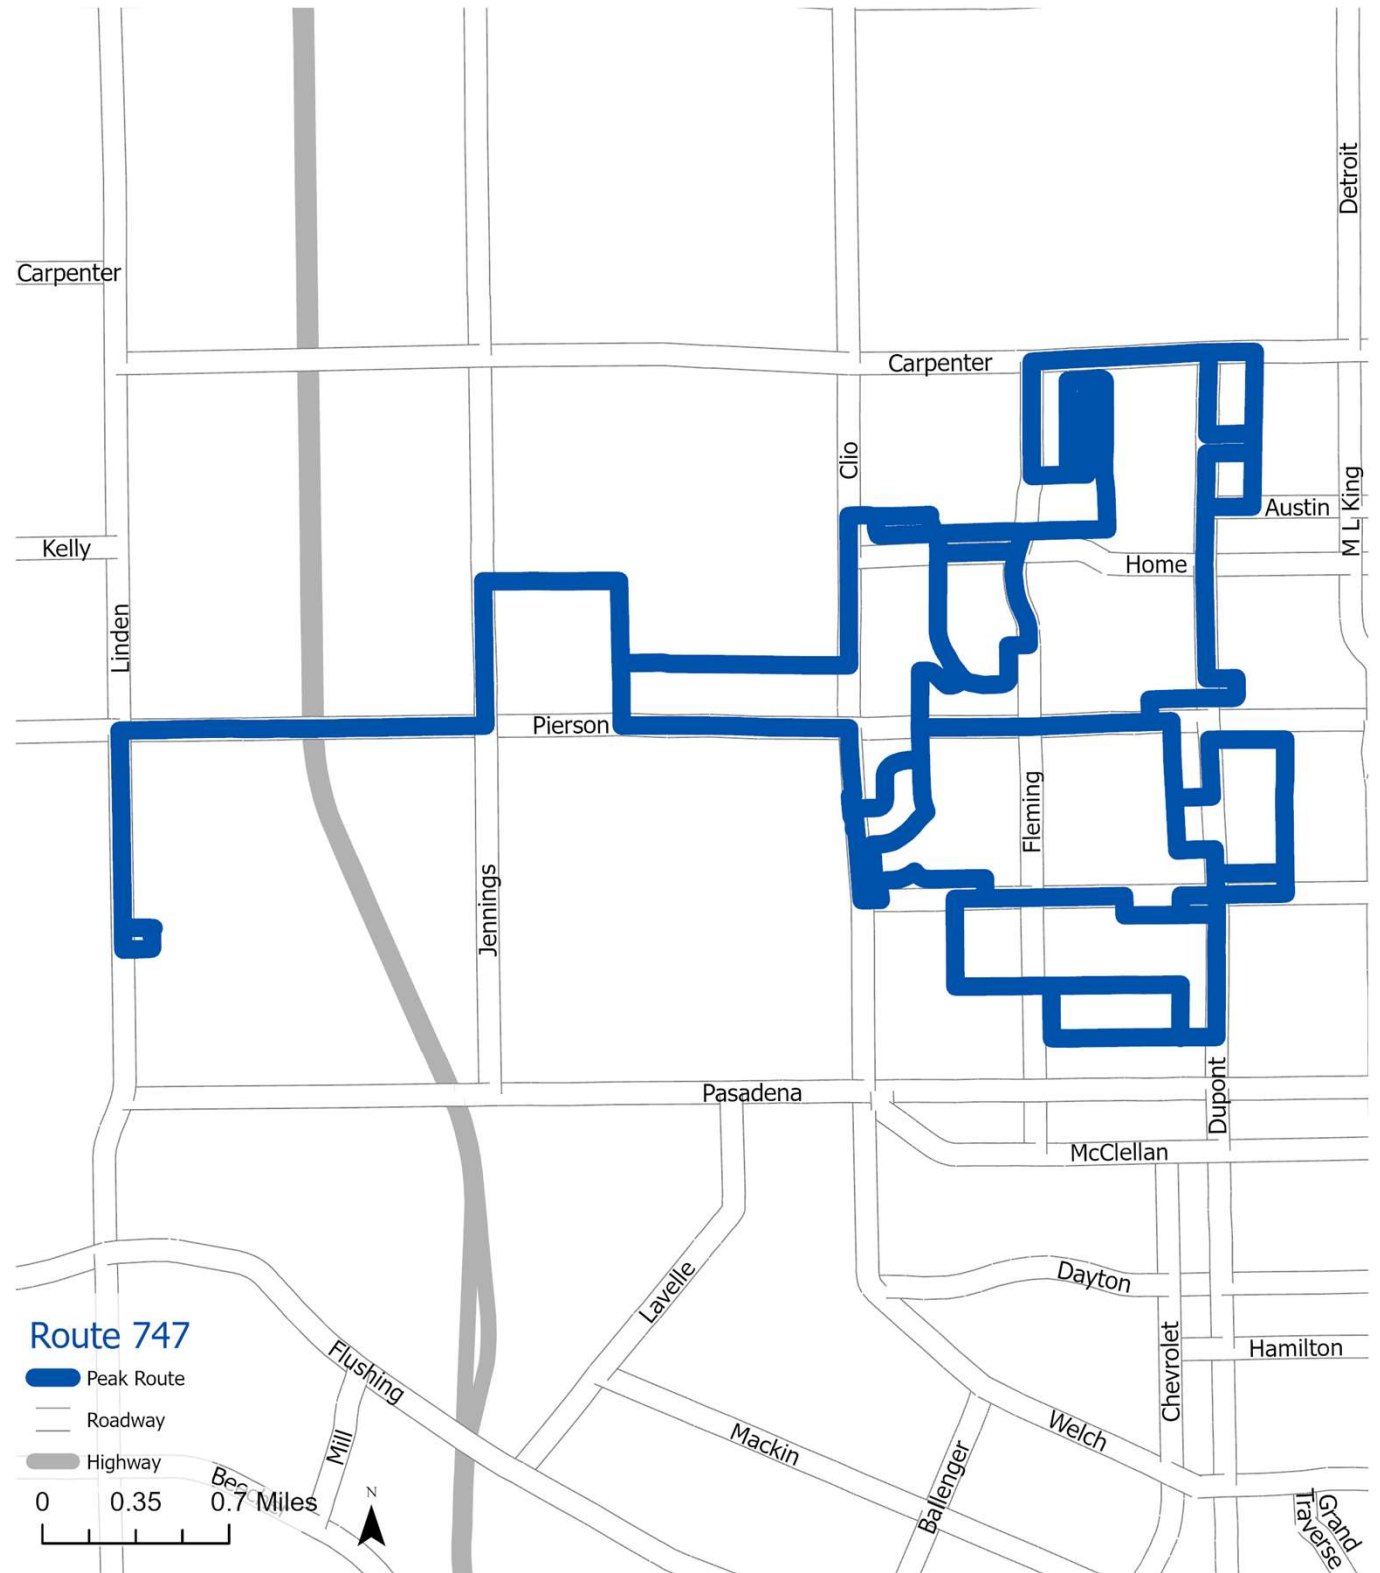 Detroit
Carpenter
Carpenter
Clio
M L King
Austin
Kelly
Home
Linden
Pierson
Fleming
Jennings
Pasadena
Dupont
McClellan
Dayton
Lavelle
Route 747
Flushing
Chevrolet
Hamilton
Peak Route
Roadway
Welch
Mill
Mackin
Highway
Ballenger
0 0.35 0.7 Miles
N
Grand
Traverse